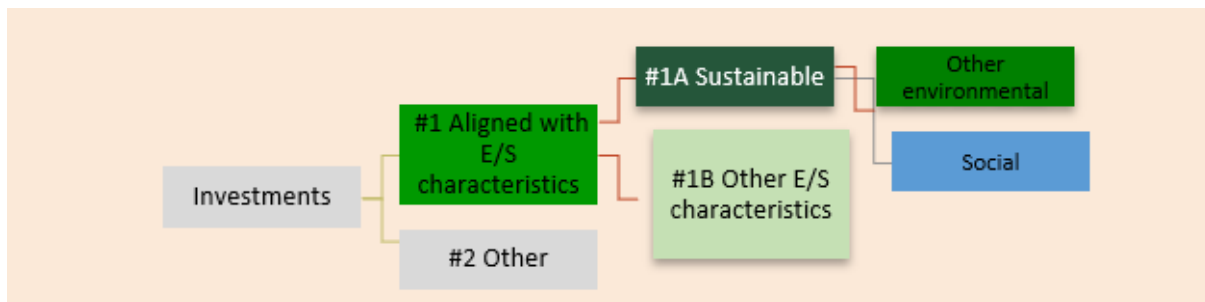 Investments
#1 Aligned with
E/S
characteristics
#2 Other
#1A Sustainable
#1B Other E/S
characteristics
Other
environmental
Social